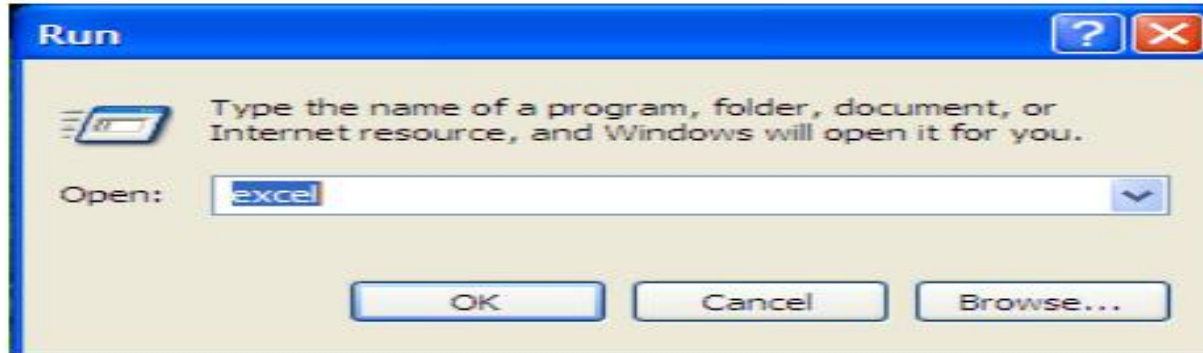 Run
Type the name of a program, folder, document, or
Internet resource, and Windows will open it for you.
Open: excel
OK Cancel Browse...